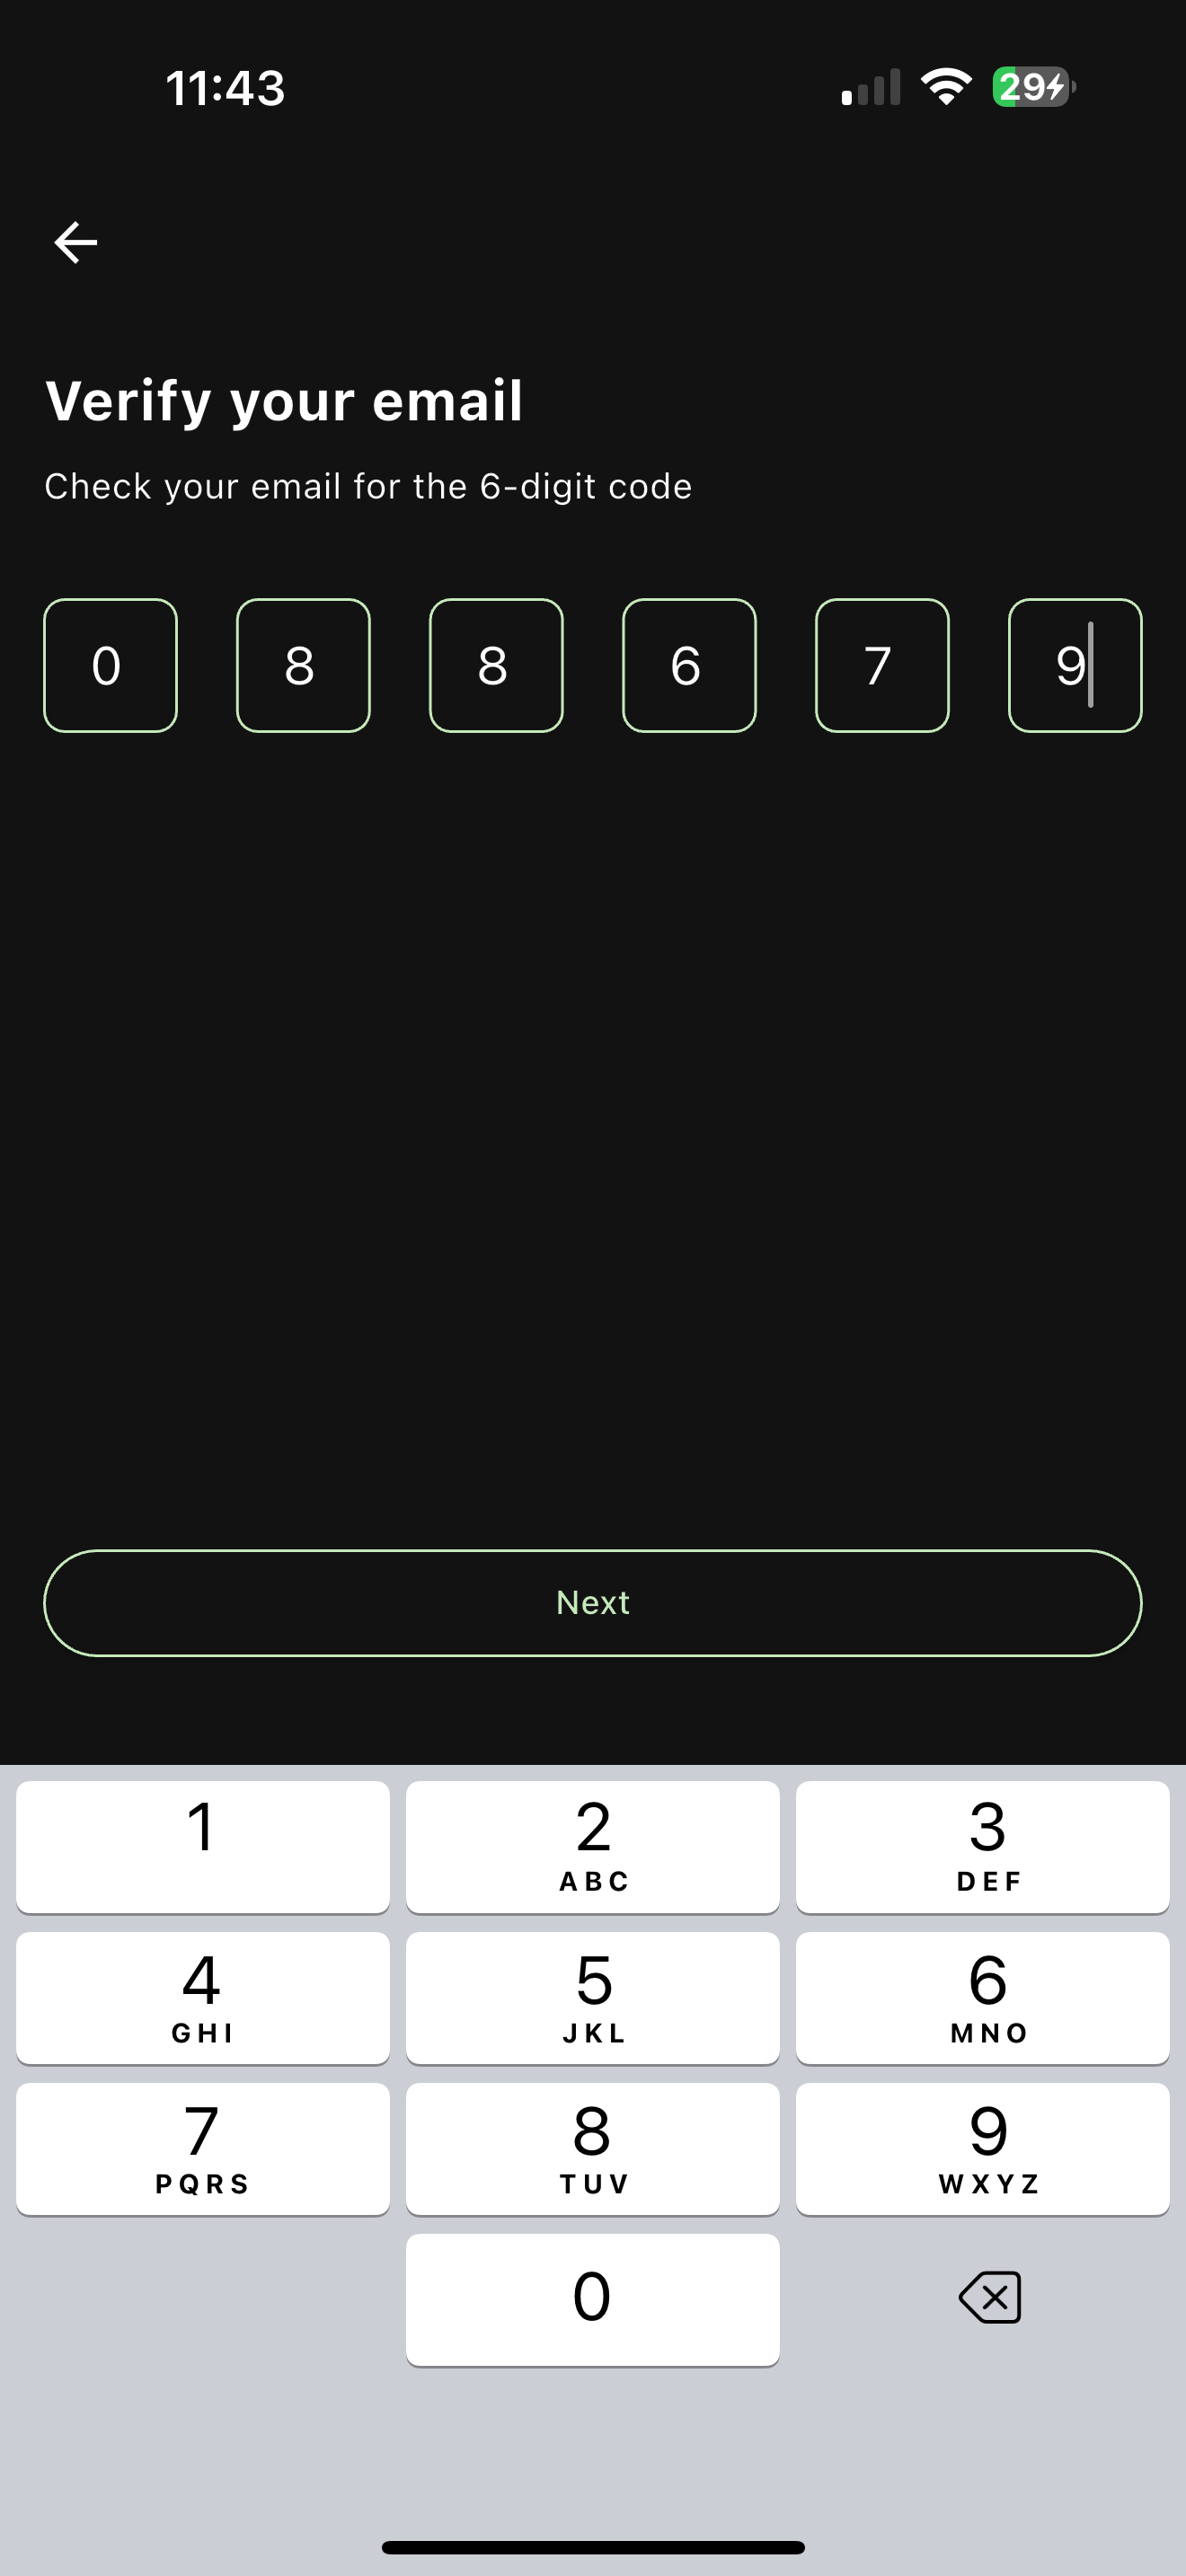 11:43 29
Verify your email
Check your email for the 6-digit code
0 8 8 6 7 9
Next
1 2 3
ABC DEF
4 5 6
GHI JKL MNO
7 8 9
PQRS TUV WXYZ
0